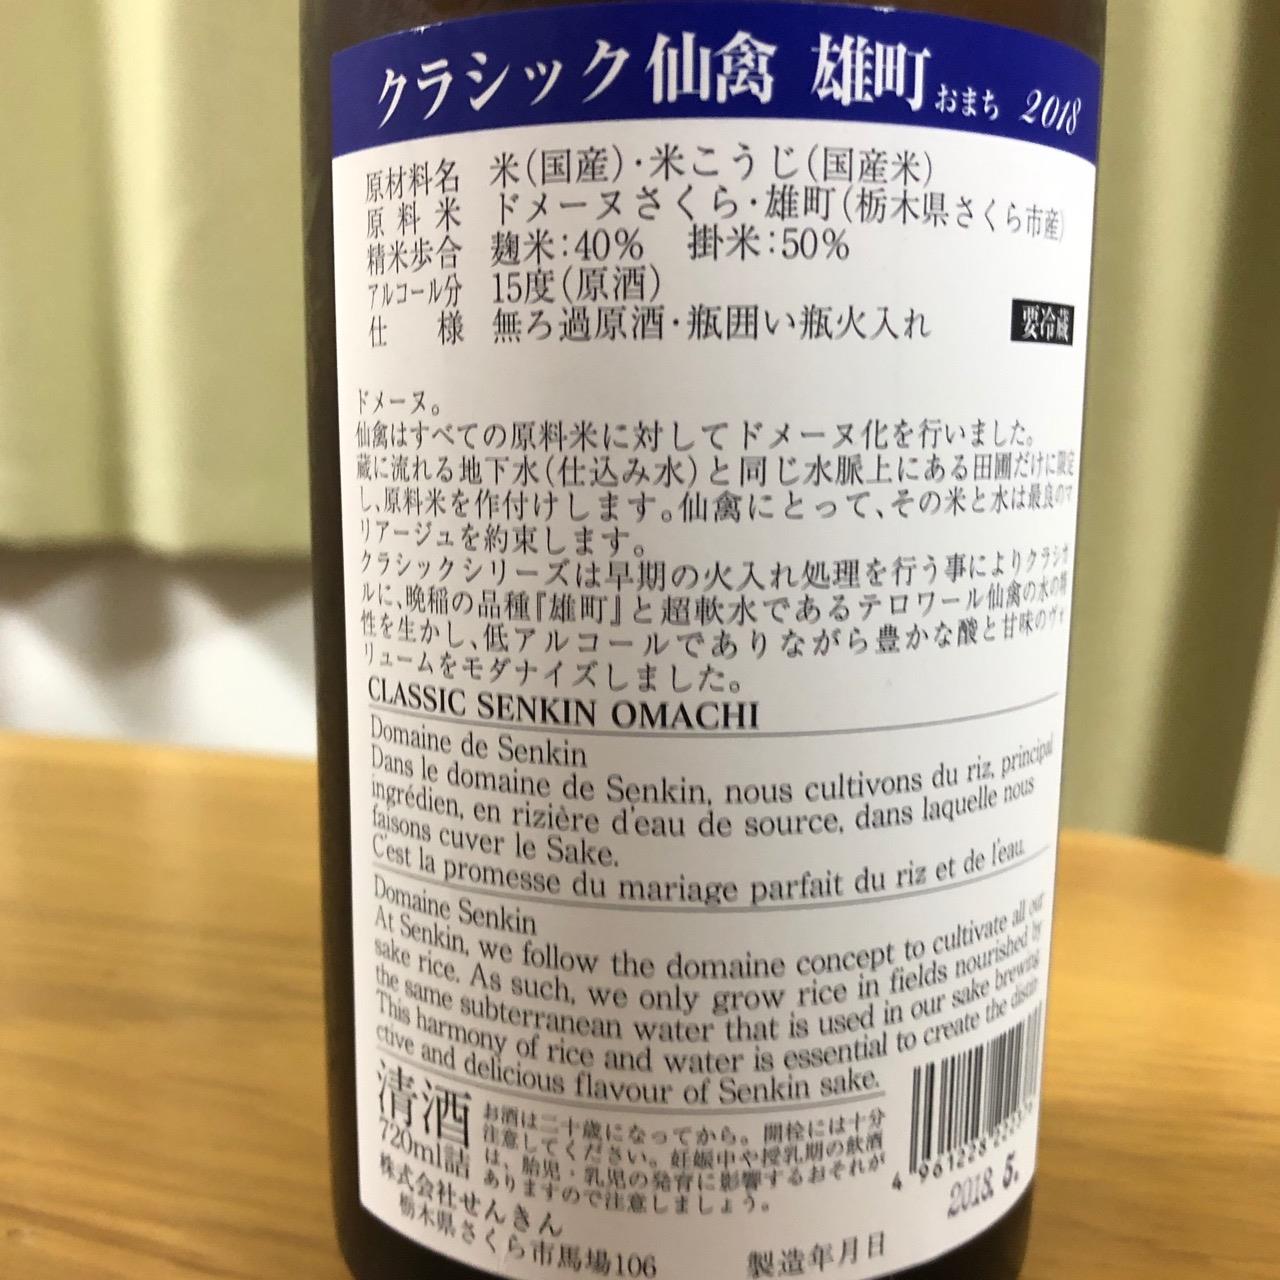 クラシック 仙禽 雄町 おまち 2018
原材料名 米(国産)・米こうじ(国産米)
原料米 ドメーヌさくら・雄町(栃木県さくら市産)
精米歩合 麹米:40% 掛米:50%
アルコール分 15度(原酒)
仕様 無ろ過原酒・瓶囲い瓶火入れ
要冷蔵
ドメーヌ。
仙禽はすべての原料米に対してドメーヌ化を行いました。
蔵に流れる地下水(仕込み水)と同じ水脈上にある田圃だけに限定
し、原料米を作付けします。仙禽にとって、その米と水は最良のマ
リアージュを約束します。
クラシックシリーズは早期の火入れ処理を行う事によりクラシカ
ルに、晩稲の品種『雄町』と超軟水であるテロワール仙禽の水の特
性を生かし、低アルコールでありながら豊かな酸と甘味のヴォ
リュームをモダナイズしました。
CLASSIC SENKIN OMACHI
Domaine de Senkin
Dans le domaine de Senkin, nous cultivons du riz, principal
ingrédien, en rizière d'eau de source, dans laquelle nous
faisons cuver le Sake.
C'est la promesse du mariage parfait du riz et de l'eau.
Domaine Senkin
At Senkin, we follow the domaine concept to cultivate all our
sake rice. As such, we only grow rice in fields nourished by
the same subterranean water that is used in our sake brewing.
This harmony of rice and water is essential to create the distin-
ctive and delicious flavour of Senkin sake.
清酒
720ml詰
お酒は二十歳になってから。開栓には十分
注意してください。妊娠中や授乳期の飲酒
は、胎児・乳児の発育に影響するおそれが
ありますので注意しましょう。
株式会社せんきん
栃木県さくら市馬場106
4 961228 222376
2018. 5.
製造年月日